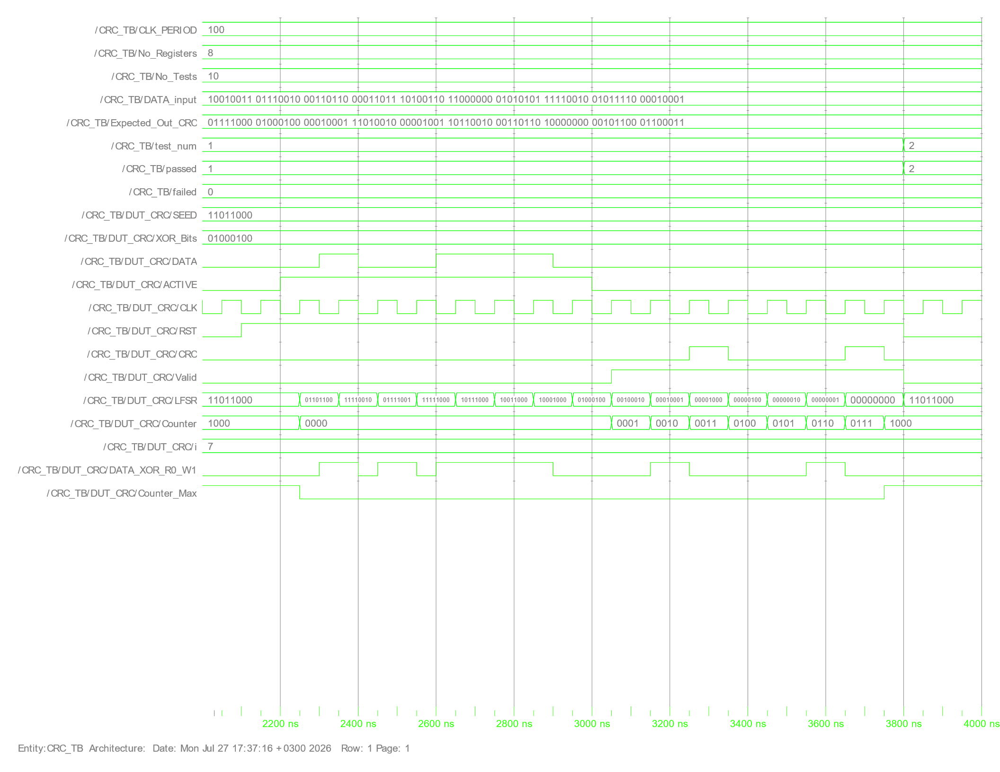 /CRC_TB/CLK_PERIOD 100
/CRC_TB/No_Registers 8
/CRC_TB/No_Tests 10
/CRC_TB/DATA_input 10010011 01110010 00110110 00011011 10100110 11000000 01010101 11110010 01011110 00010001
/CRC_TB/Expected_Out_CRC 01111000 01000100 00010001 11010010 00001001 10110010 00110110 10000000 00101100 01100011
/CRC_TB/test_num 1 2
/CRC_TB/passed 1 2
/CRC_TB/failed 0
/CRC_TB/DUT_CRC/SEED 11011000
/CRC_TB/DUT_CRC/XOR_Bits 01000100
/CRC_TB/DUT_CRC/DATA
/CRC_TB/DUT_CRC/ACTIVE
/CRC_TB/DUT_CRC/CLK
/CRC_TB/DUT_CRC/RST
/CRC_TB/DUT_CRC/CRC
/CRC_TB/DUT_CRC/Valid
/CRC_TB/DUT_CRC/LFSR 11011000 01101100 11110010 01111001 11111000 10111000 10011000 10001000 01000100 00100010 00010001 00001000 00000100 00000010 00000001 00000000 11011000
/CRC_TB/DUT_CRC/Counter 1000 0000 0001 0010 0011 0100 0101 0110 0111 1000
/CRC_TB/DUT_CRC/i 7
/CRC_TB/DUT_CRC/DATA_XOR_R0_W1
/CRC_TB/DUT_CRC/Counter_Max
2200 ns 2400 ns 2600 ns 2800 ns 3000 ns 3200 ns 3400 ns 3600 ns 3800 ns 4000 ns
Entity:CRC_TB Architecture: Date: Mon Jul 27 17:37:16 +0300 2026 Row: 1 Page: 1